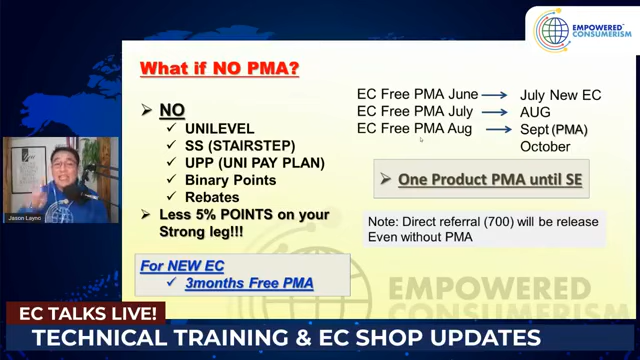 EMPOWERED
CONSUMERISM
What if NO PMA?
NO
UNILEVEL
SS (STAIRSTEP)
UPP (UNI PAY PLAN)
Binary Points
Rebates
Less 5% POINTS on your
Strong leg!!!
For NEW EC
3months Free PMA
EC Free PMA June July New EC
EC Free PMA July AUG
EC Free PMA Aug Sept (PMA)
October
One Product PMA until SE
Note: Direct referral (700) will be release
Even without PMA
EMPOWERED
CONSUMERISM
Jason Layno
EC TALKS LIVE!
TECHNICAL TRAINING & EC SHOP UPDATES